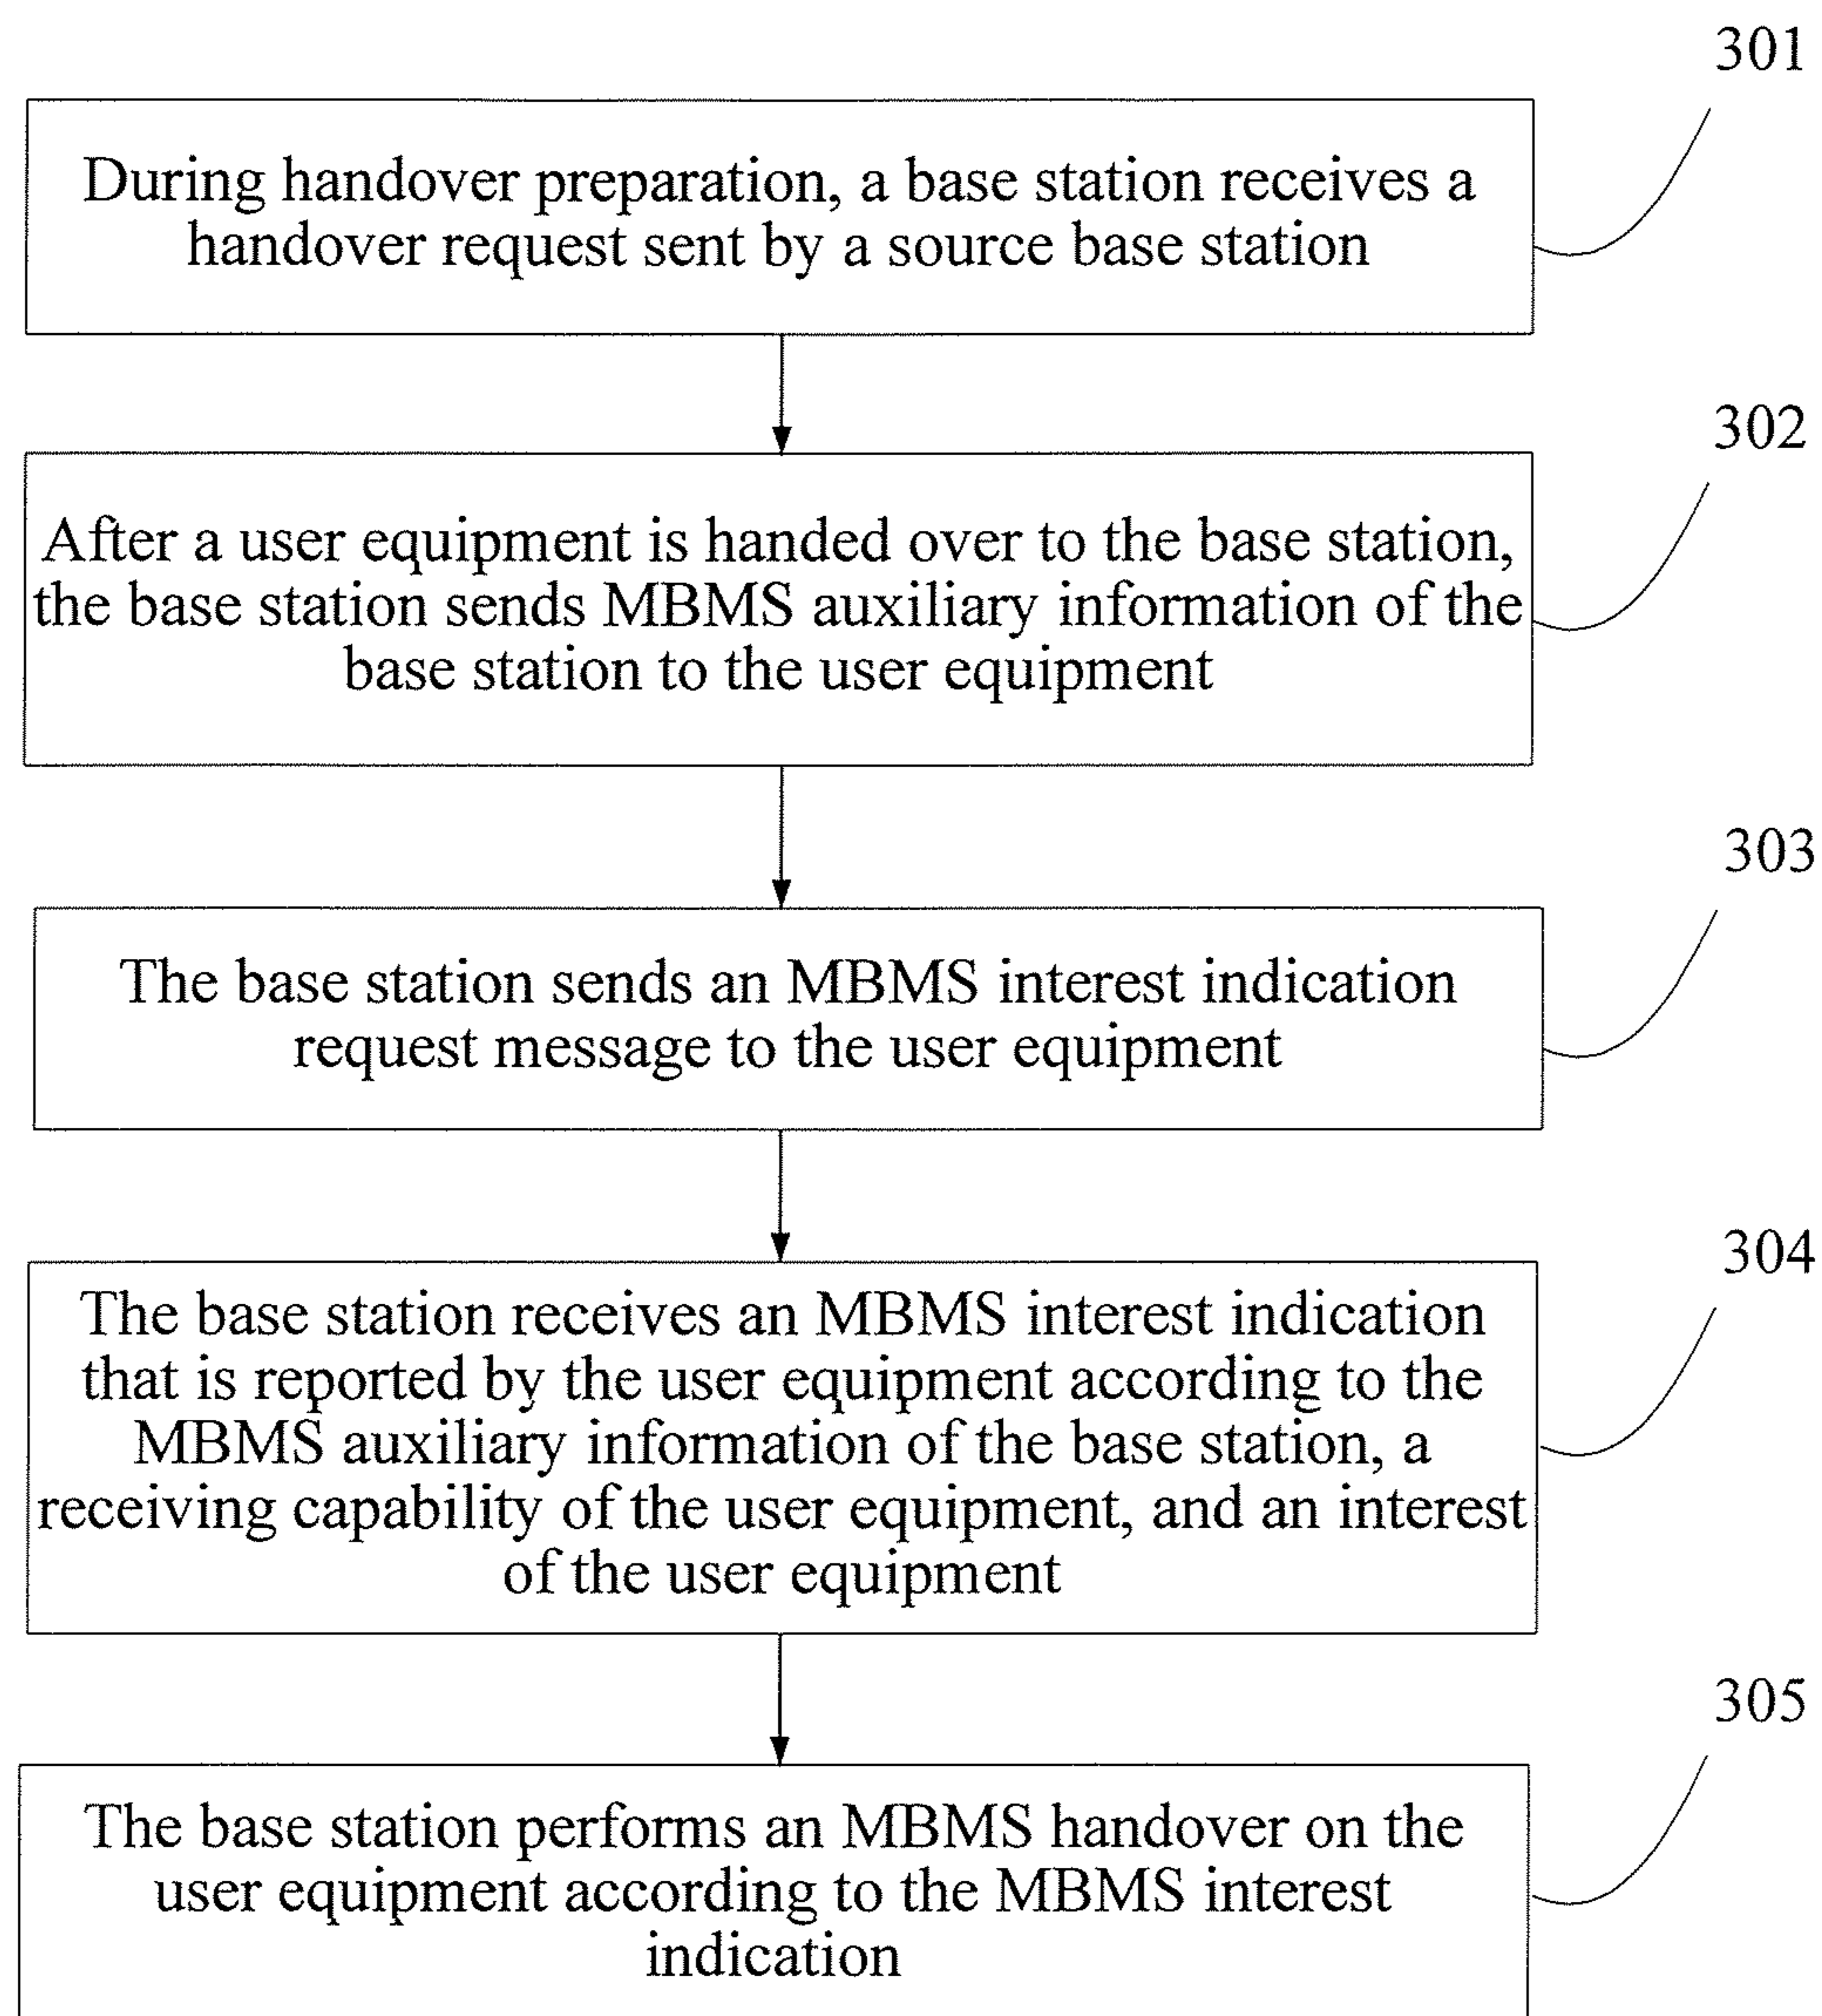 301
During handover preparation, a base station receives a
handover request sent by a source base station
302
After a user equipment is handed over to the base station,
the base station sends MBMS auxiliary information of the
base station to the user equipment
303
The base station sends an MBMS interest indication
request message to the user equipment
304
The base station receives an MBMS interest indication
that is reported by the user equipment according to the
MBMS auxiliary information of the base station, a
receiving capability of the user equipment, and an interest
of the user equipment
305
The base station performs an MBMS handover on the
user equipment according to the MBMS interest
indication